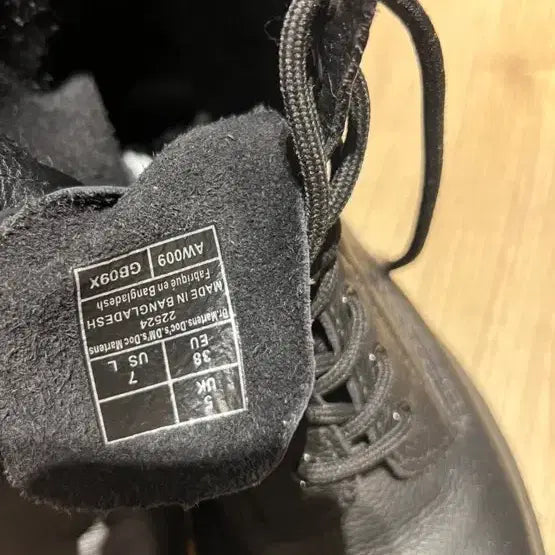 5
UK
38
EU
7
US L
Dr.Martens.Doc's.DM's.Doc Martens
22524
MADE IN BANGLADESH
Fabriqué en Bangladesh
GB09X
AW009